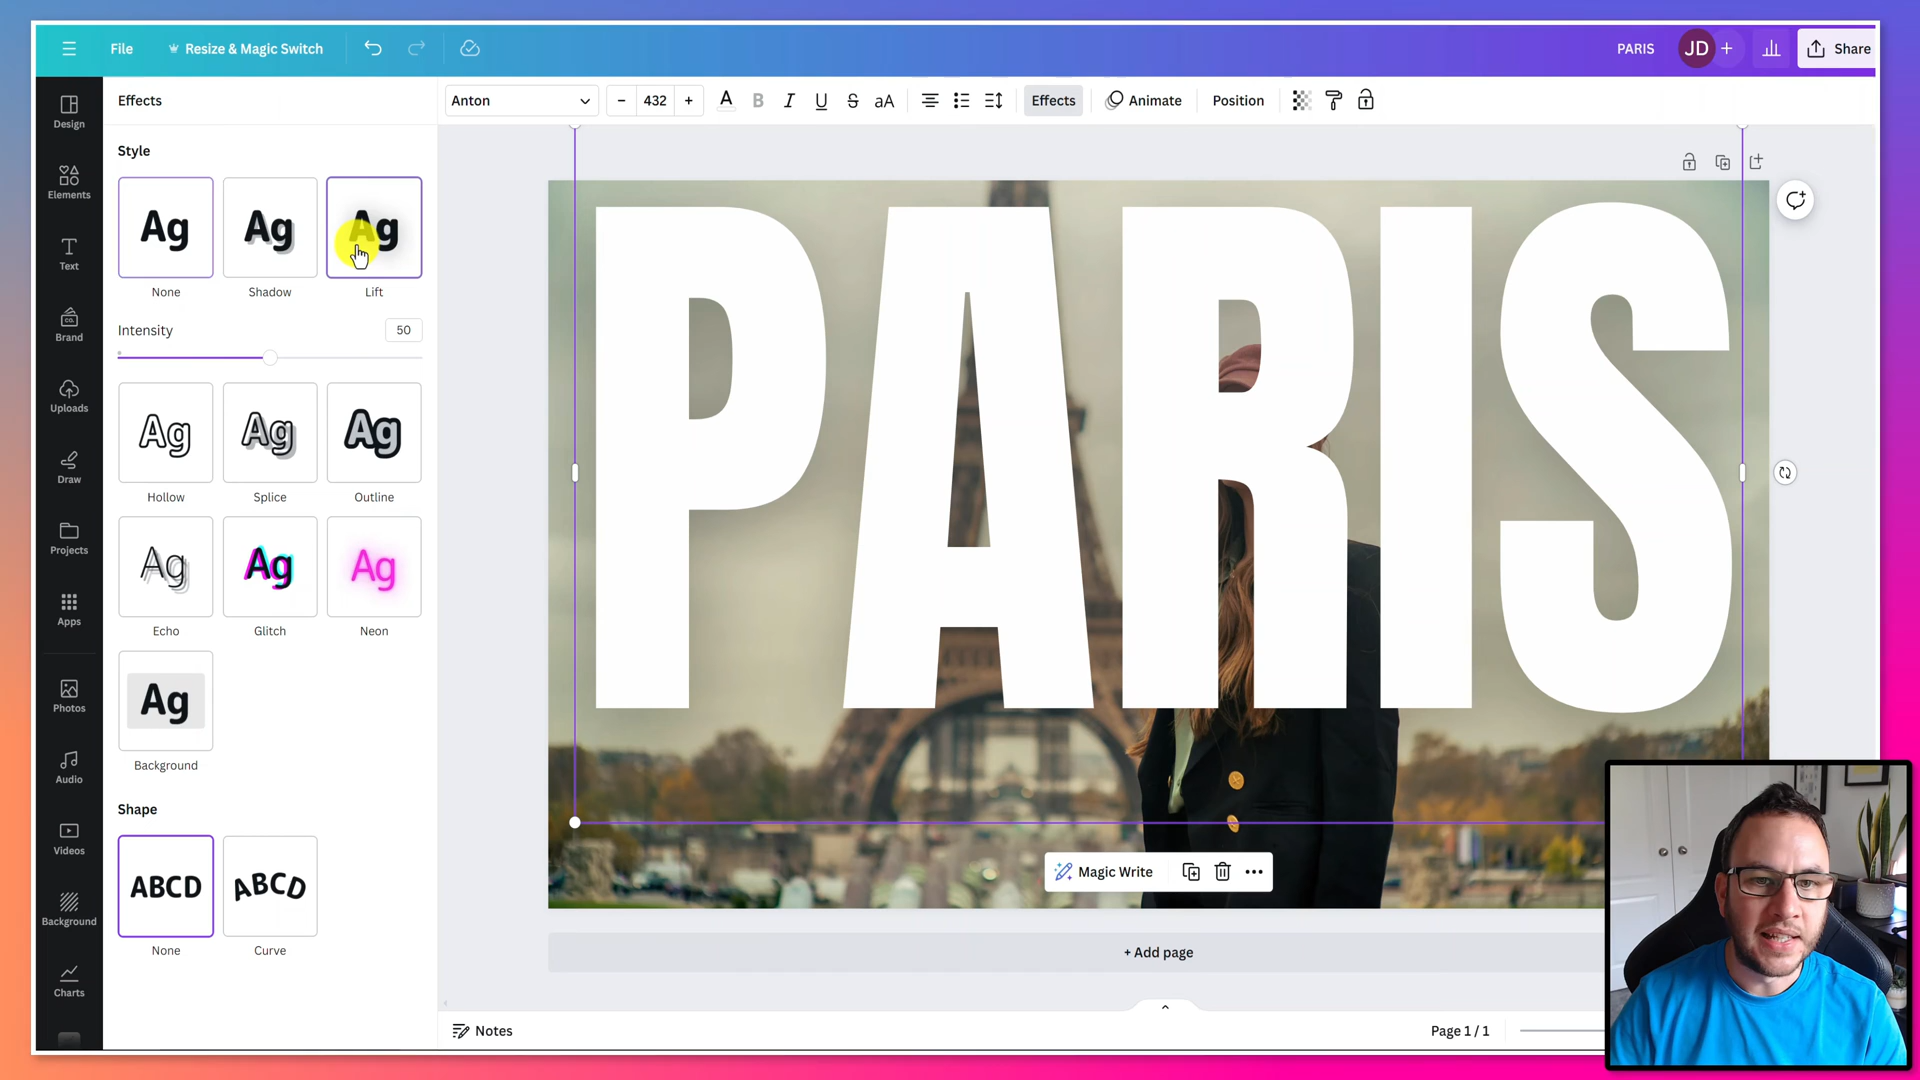 File
Resize & Magic Switch
PARIS
JD
Share
Design
Elements
Text
Brand
Uploads
Draw
Projects
Apps
Photos
Audio
Videos
Background
Charts
Effects
Style
Ag
Ag
Ag
None
Shadow
Lift
Intensity
50
Ag
Ag
Ag
Hollow
Splice
Outline
Ag
Ag
Ag
Echo
Glitch
Neon
Ag
Background
Shape
ABCD
ABCD
None
Curve
Anton
− 432 +
A B I U S aA
Effects
Animate
Position
PARIS
Magic Write
+ Add page
Notes
Page 1 / 1